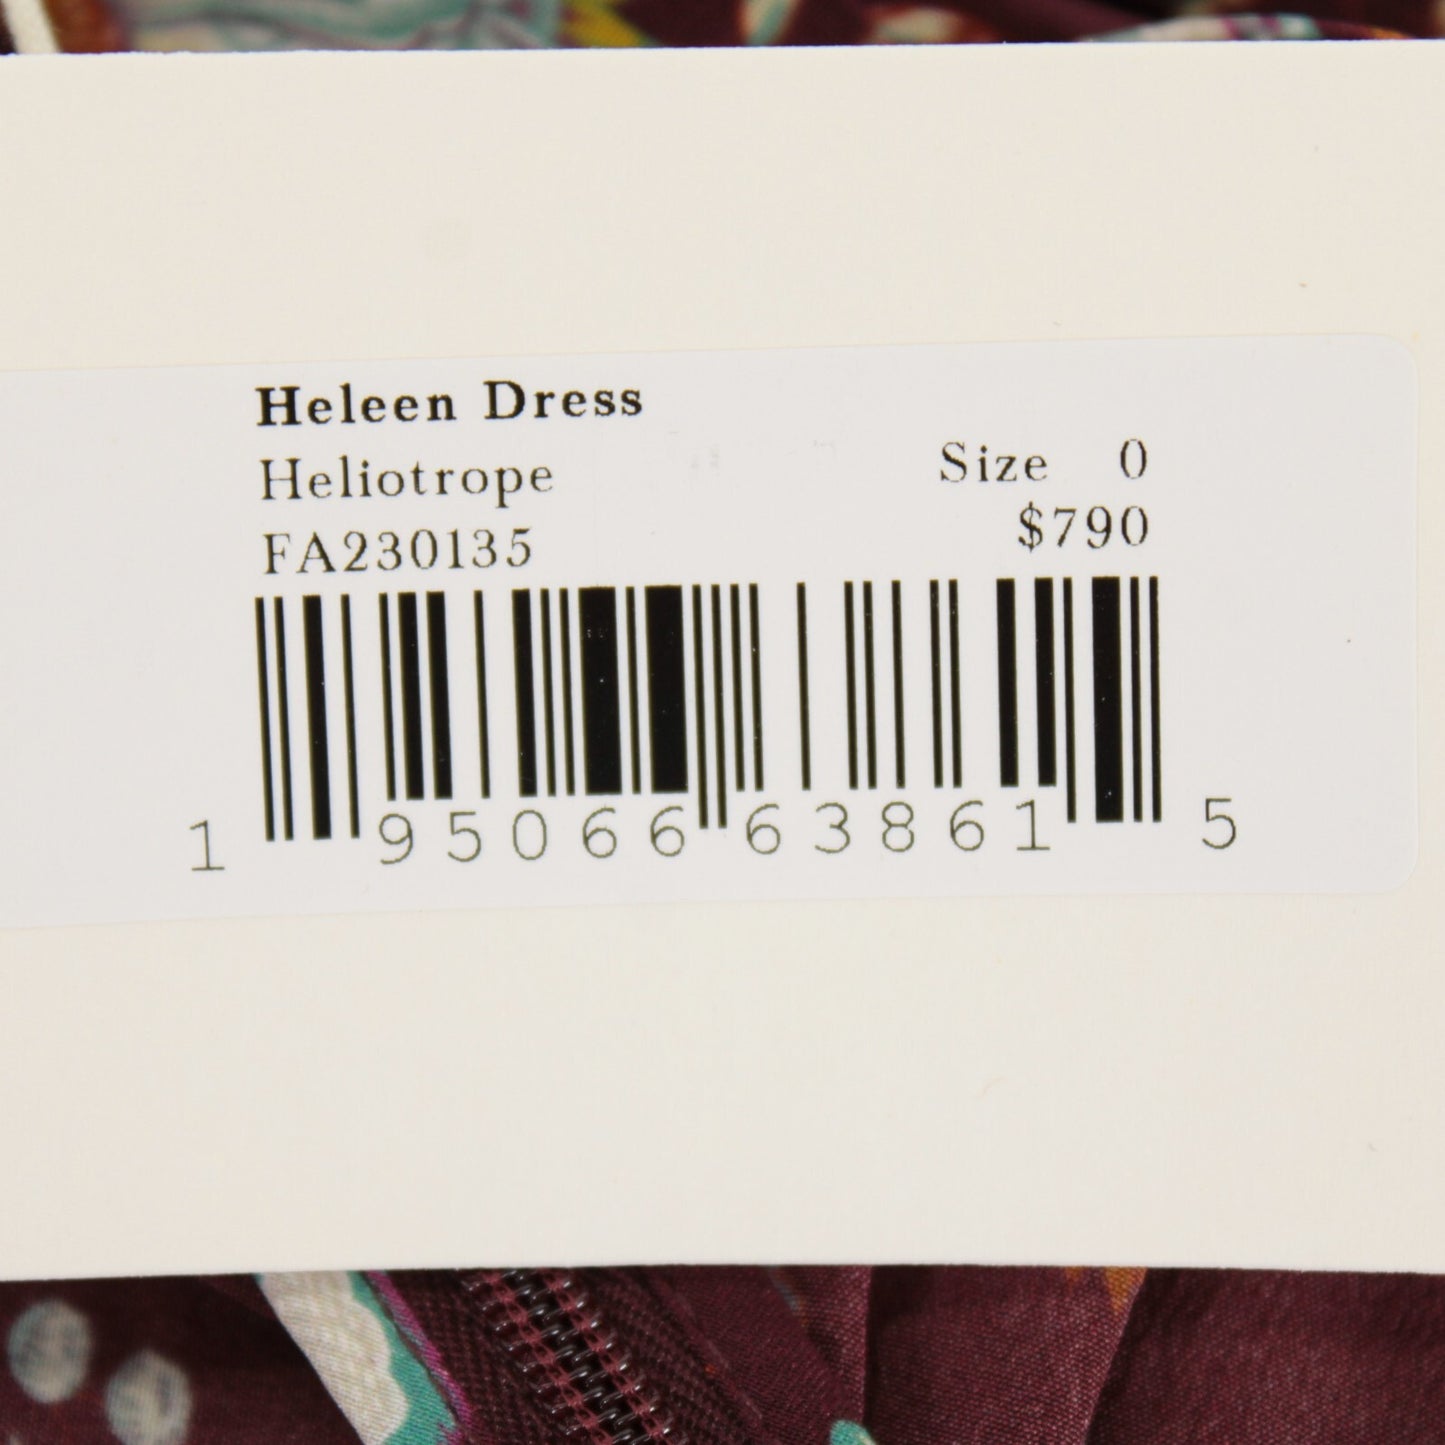 Heleen Dress
Heliotrope
Size 0
FA230135
$790
1 95066 63861 5